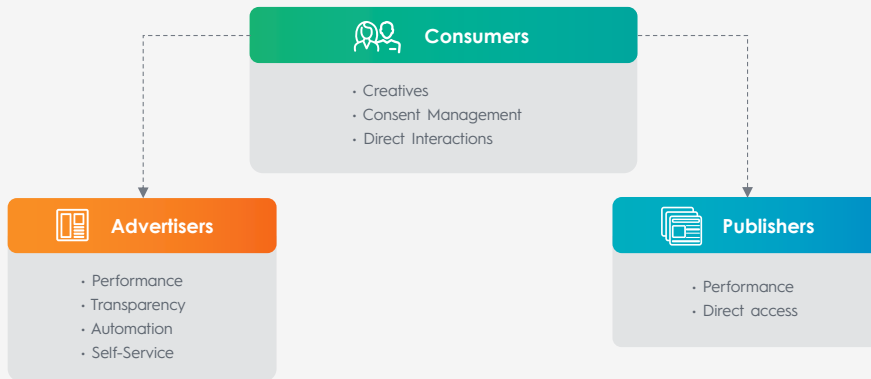 Consumers
· Creatives
· Consent Management
· Direct Interactions
Advertisers
· Performance
· Transparency
· Automation
· Self-Service
Publishers
· Performance
· Direct access